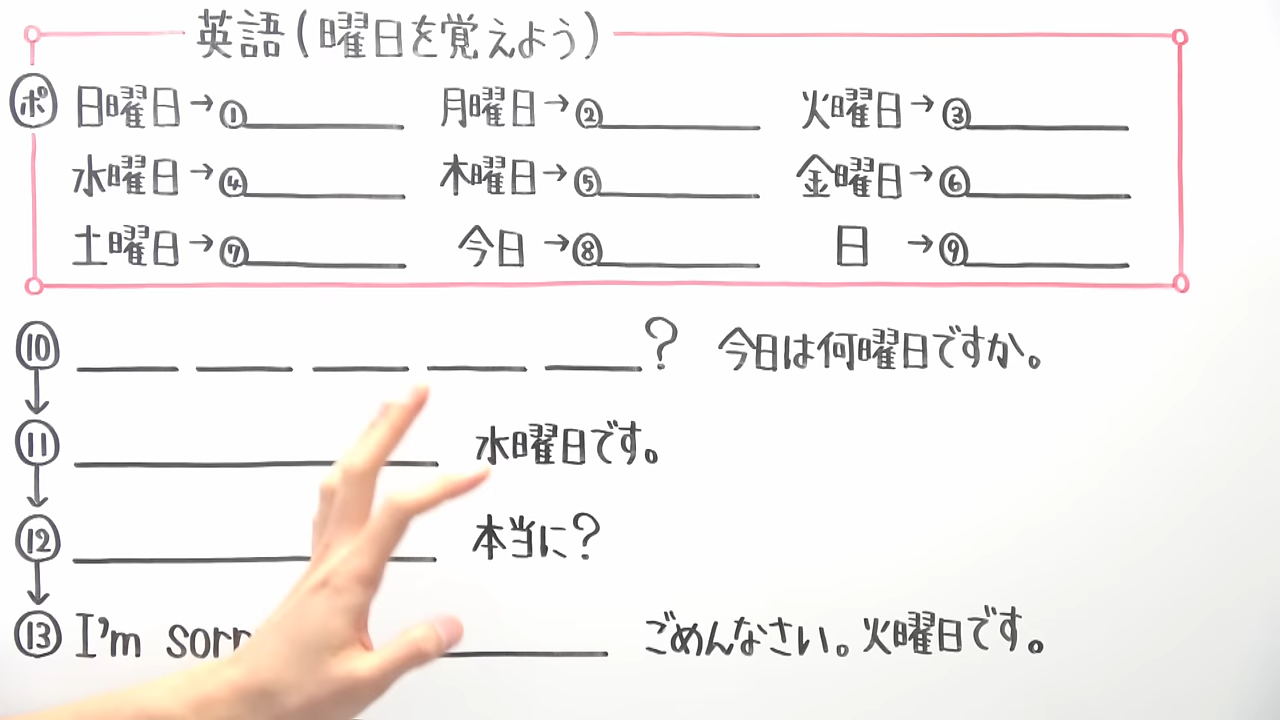 英語(曜日を覚えよう)
ポ 日曜日→① 月曜日→② 火曜日→③
水曜日→④ 木曜日→⑤ 金曜日→⑥
土曜日→⑦ 今日→⑧ 日→⑨
⑩ ? 今日は何曜日ですか。
⑪ 水曜日です。
⑫ 本当に?
⑬ I'm ごめんなさい。火曜日です。